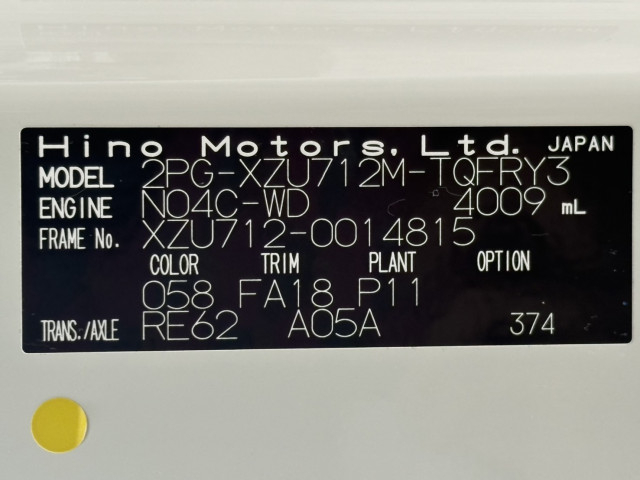 Hino Motors, Ltd. JAPAN
MODEL 2PG-XZU712M-TQFRY3
ENGINE N04C-WD 4009 mL
FRAME No. XZU712-0014815
COLOR TRIM PLANT OPTION
058 FA18 P11
TRANS./AXLE RE62 A05A 374